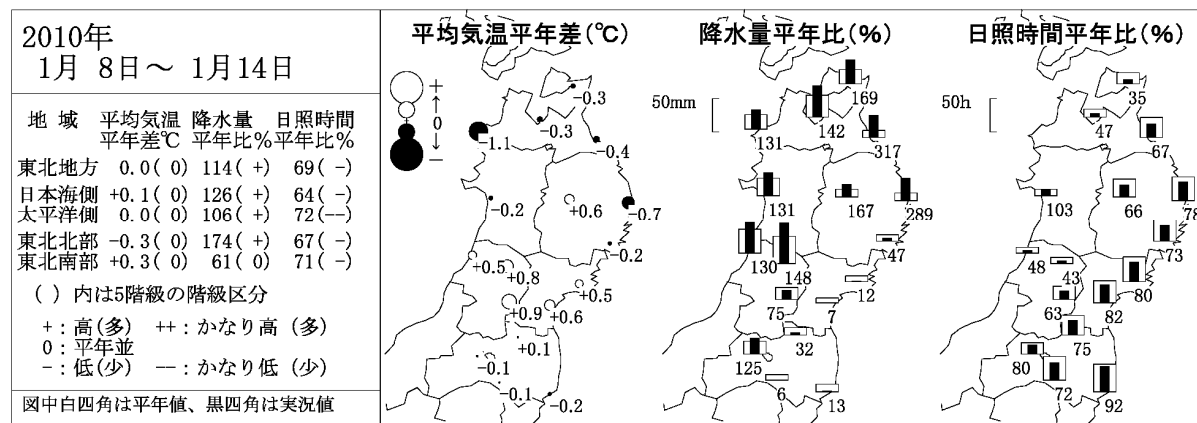 2010年
1月 8日～ 1月14日
地 域 平均気温 降水量 日照時間
平年差℃ 平年比% 平年比%
東北地方 0.0( 0) 114( +) 69( -)
日本海側 +0.1( 0) 126( +) 64( -)
太平洋側 0.0( 0) 106( +) 72(--)
東北北部 -0.3( 0) 174( +) 67( -)
東北南部 +0.3( 0) 61( 0) 71( -)
( ) 内は5階級の階級区分
+：高(多) ++：かなり高 (多)
0：平年並
-：低(少) --：かなり低 (少)
図中白四角は平年値、黒四角は実況値
平均気温平年差(℃)
+
↑
0
↓
-
-0.3
-0.3
-1.1
-0.4
-0.2
+0.6
-0.7
-0.2
+0.5
+0.8
+0.5
+0.9
+0.6
+0.1
-0.1
-0.1
-0.2
降水量平年比(%)
50mm
169
142
131
317
131
167
289
47
130
148
12
75
7
32
125
6
13
日照時間平年比(%)
50h
35
47
67
103
66
78
73
48
43
80
63
82
75
80
72
92